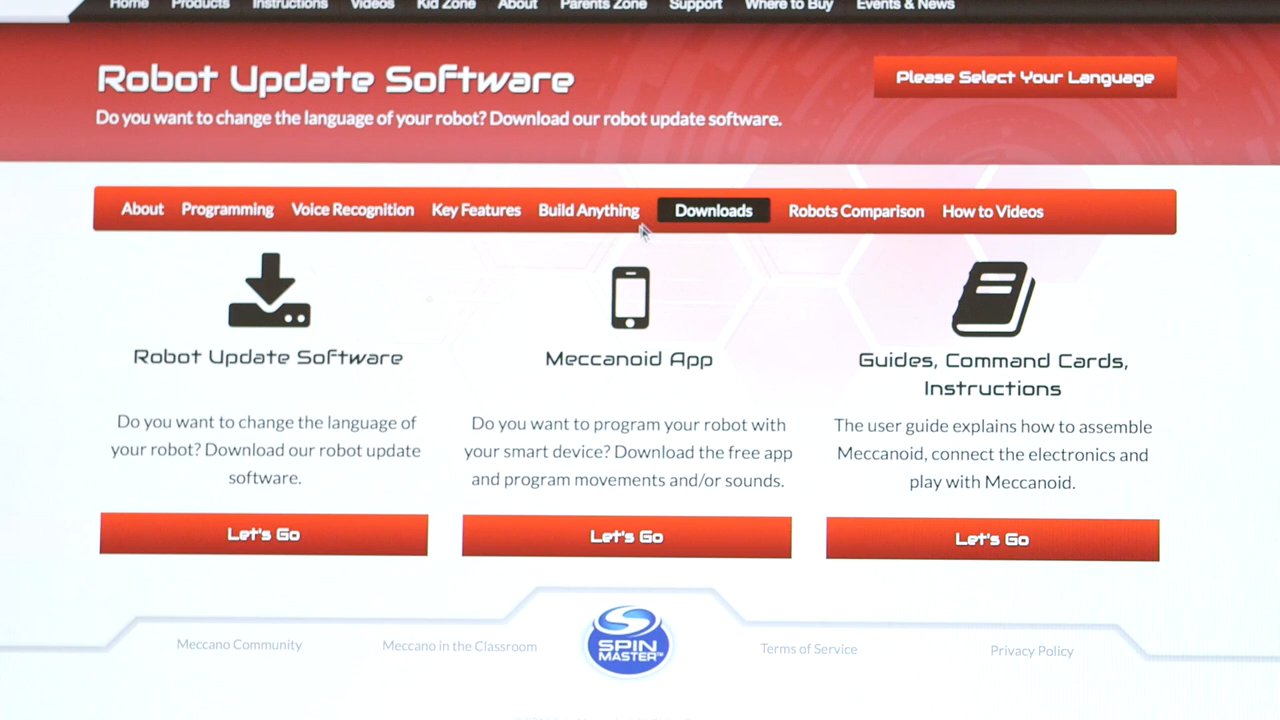 Home Products Instructions Videos Kid Zone About Parents Zone Support Where to Buy Events & News
Robot Update Software
Please Select Your Language
Do you want to change the language of your robot? Download our robot update software.
About Programming Voice Recognition Key Features Build Anything Downloads Robots Comparison How to Videos
Robot Update Software
Do you want to change the language of
your robot? Download our robot update
software.
Let's Go
Meccanoid App
Do you want to program your robot with
your smart device? Download the free app
and program movements and/or sounds.
Let's Go
Guides, Command Cards,
Instructions
The user guide explains how to assemble
Meccanoid, connect the electronics and
play with Meccanoid.
Let's Go
Meccano Community Meccano in the Classroom
SPIN
MASTER™
Terms of Service Privacy Policy